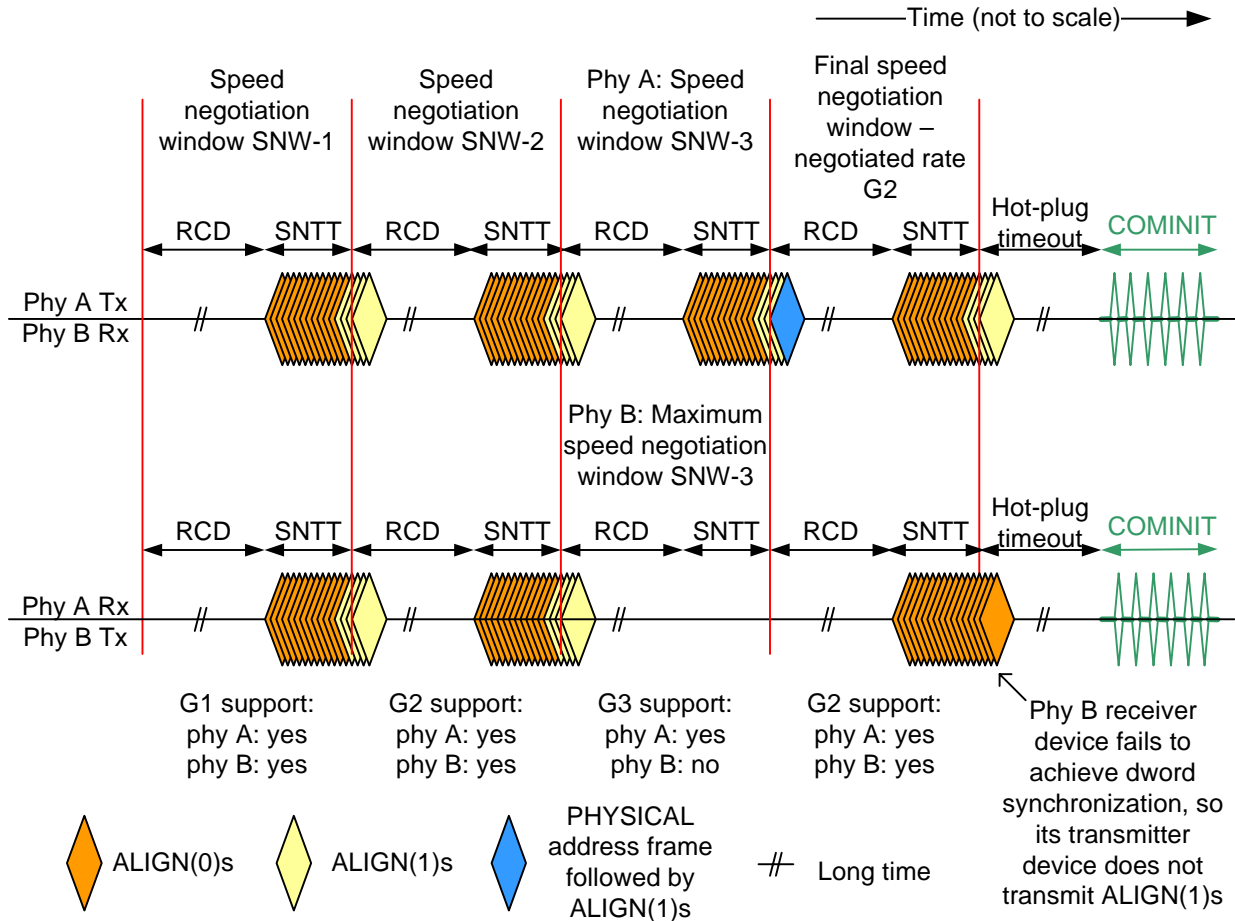 Time (not to scale)
Speed
negotiation
window SNW-1
Speed
negotiation
window SNW-2
Phy A: Speed
negotiation
window SNW-3
Final speed
negotiation
window –
negotiated rate
G2
RCD
SNTT
RCD
SNTT
RCD
SNTT
RCD
SNTT
Hot-plug
timeout
COMINIT
Phy A Tx
Phy B Rx
Phy B: Maximum
speed negotiation
window SNW-3
RCD
SNTT
RCD
SNTT
RCD
SNTT
RCD
SNTT
Hot-plug
timeout
COMINIT
Phy A Rx
Phy B Tx
G1 support:
phy A: yes
phy B: yes
G2 support:
phy A: yes
phy B: yes
G3 support:
phy A: yes
phy B: no
G2 support:
phy A: yes
phy B: yes
Phy B receiver
device fails to
achieve dword
synchronization, so
its transmitter
device does not
transmit ALIGN(1)s
ALIGN(0)s
ALIGN(1)s
PHYSICAL
address frame
followed by
ALIGN(1)s
Long time